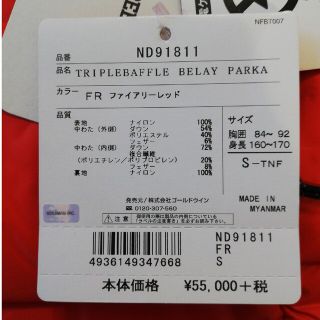 NFB7007
品番 ND91811
品名 TRIPLEBAFFLE BELAY PARKA
カラー FR ファイアリーレッド
品質
表地 ナイロン 100%
中わた(外側) ダウン 54%
ポリエステル 40%
フェザー 6%
中わた(内側) ダウン 72%
複合繊維
(ポリエチレン/ポリプロピレン) 20%
フェザー 8%
裏地 ナイロン 100%
サイズ
胸囲 84~ 92
身長 160~170
S-TNF
発売元/株式会社ゴールドウイン
0120-307-560
MADE IN
MYANMAR
注意
ND91811
FR
S
4936149347668
本体価格 ¥55,000+税